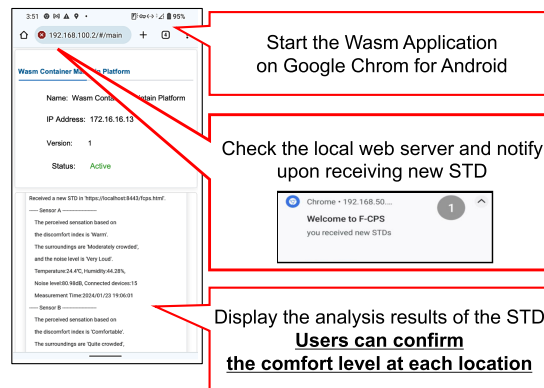 3:51
95%
192.168.100.2/#/main
Wasm Container Ma in Platform
Name: Wasm Conta ntain Platform
IP Address: 172.16.16.13
Version: 1
Status: Active
Received a new STD in 'https://localhost:8443/fcps.html'.
----- Sensor A --------------
The perceived sensation based on
the discomfort index is 'Warm'.
The surroundings are 'Moderately crowded',
and the noise level is 'Very Loud'.
Temperature:24.4℃, Humidity:44.28%,
Noise level:80.98dB, Connected devices:15
Measurement Time:2024/01/23 19:06:01
----- Sensor B --------------
The perceived sensation based on
the discomfort index is 'Comfortable'.
The surroundings are 'Quite crowded',
Start the Wasm Application
on Google Chrom for Android
Check the local web server and notify
upon receiving new STD
Chrome • 192.168.50....
Welcome to F-CPS
you received new STDs
1
Display the analysis results of the STD
Users can confirm
the comfort level at each location